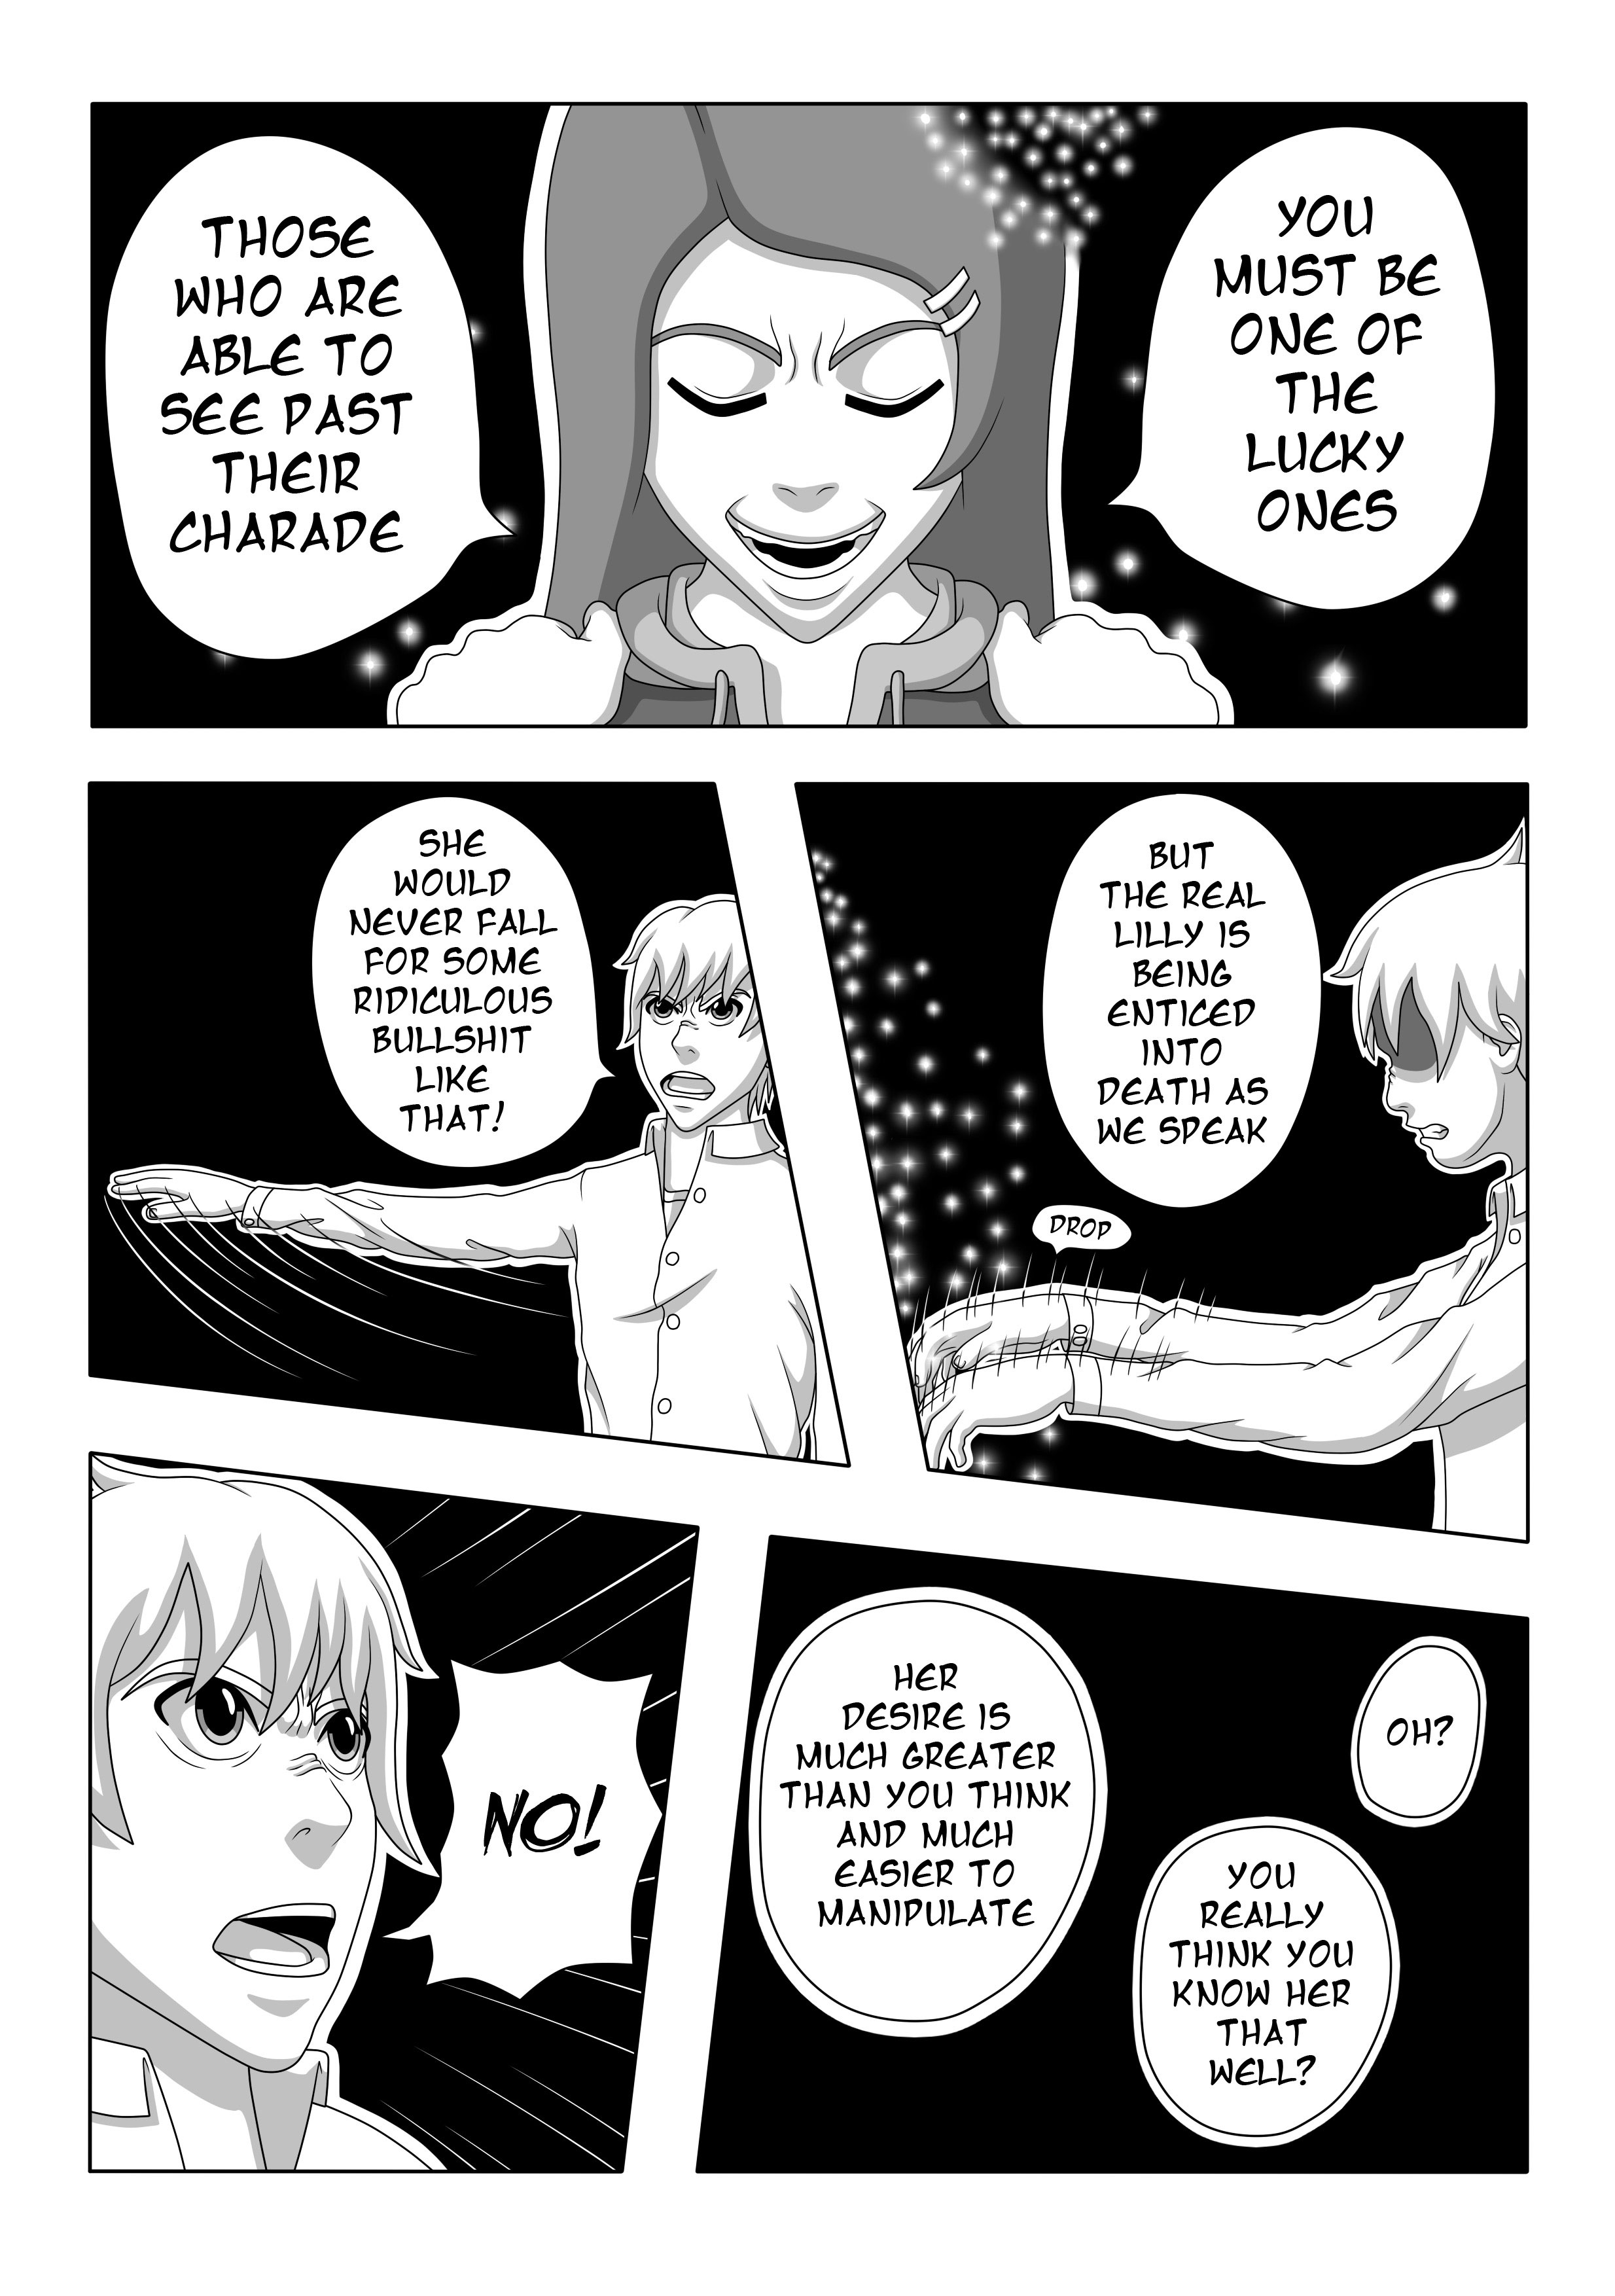 YOU
MUST BE
ONE OF
THE
LUCKY
ONES
THOSE
WHO ARE
ABLE TO
SEE PAST
THEIR
CHARADE
BUT
THE REAL
LILLY IS
BEING
ENTICED
INTO
DEATH AS
WE SPEAK
DROP
SHE
WOULD
NEVER FALL
FOR SOME
RIDICULOUS
BULLSHIT
LIKE
THAT!
OH?
YOU
REALLY
THINK YOU
KNOW HER
THAT
WELL?
HER
DESIRE IS
MUCH GREATER
THAN YOU THINK
AND MUCH
EASIER TO
MANIPULATE
NO!